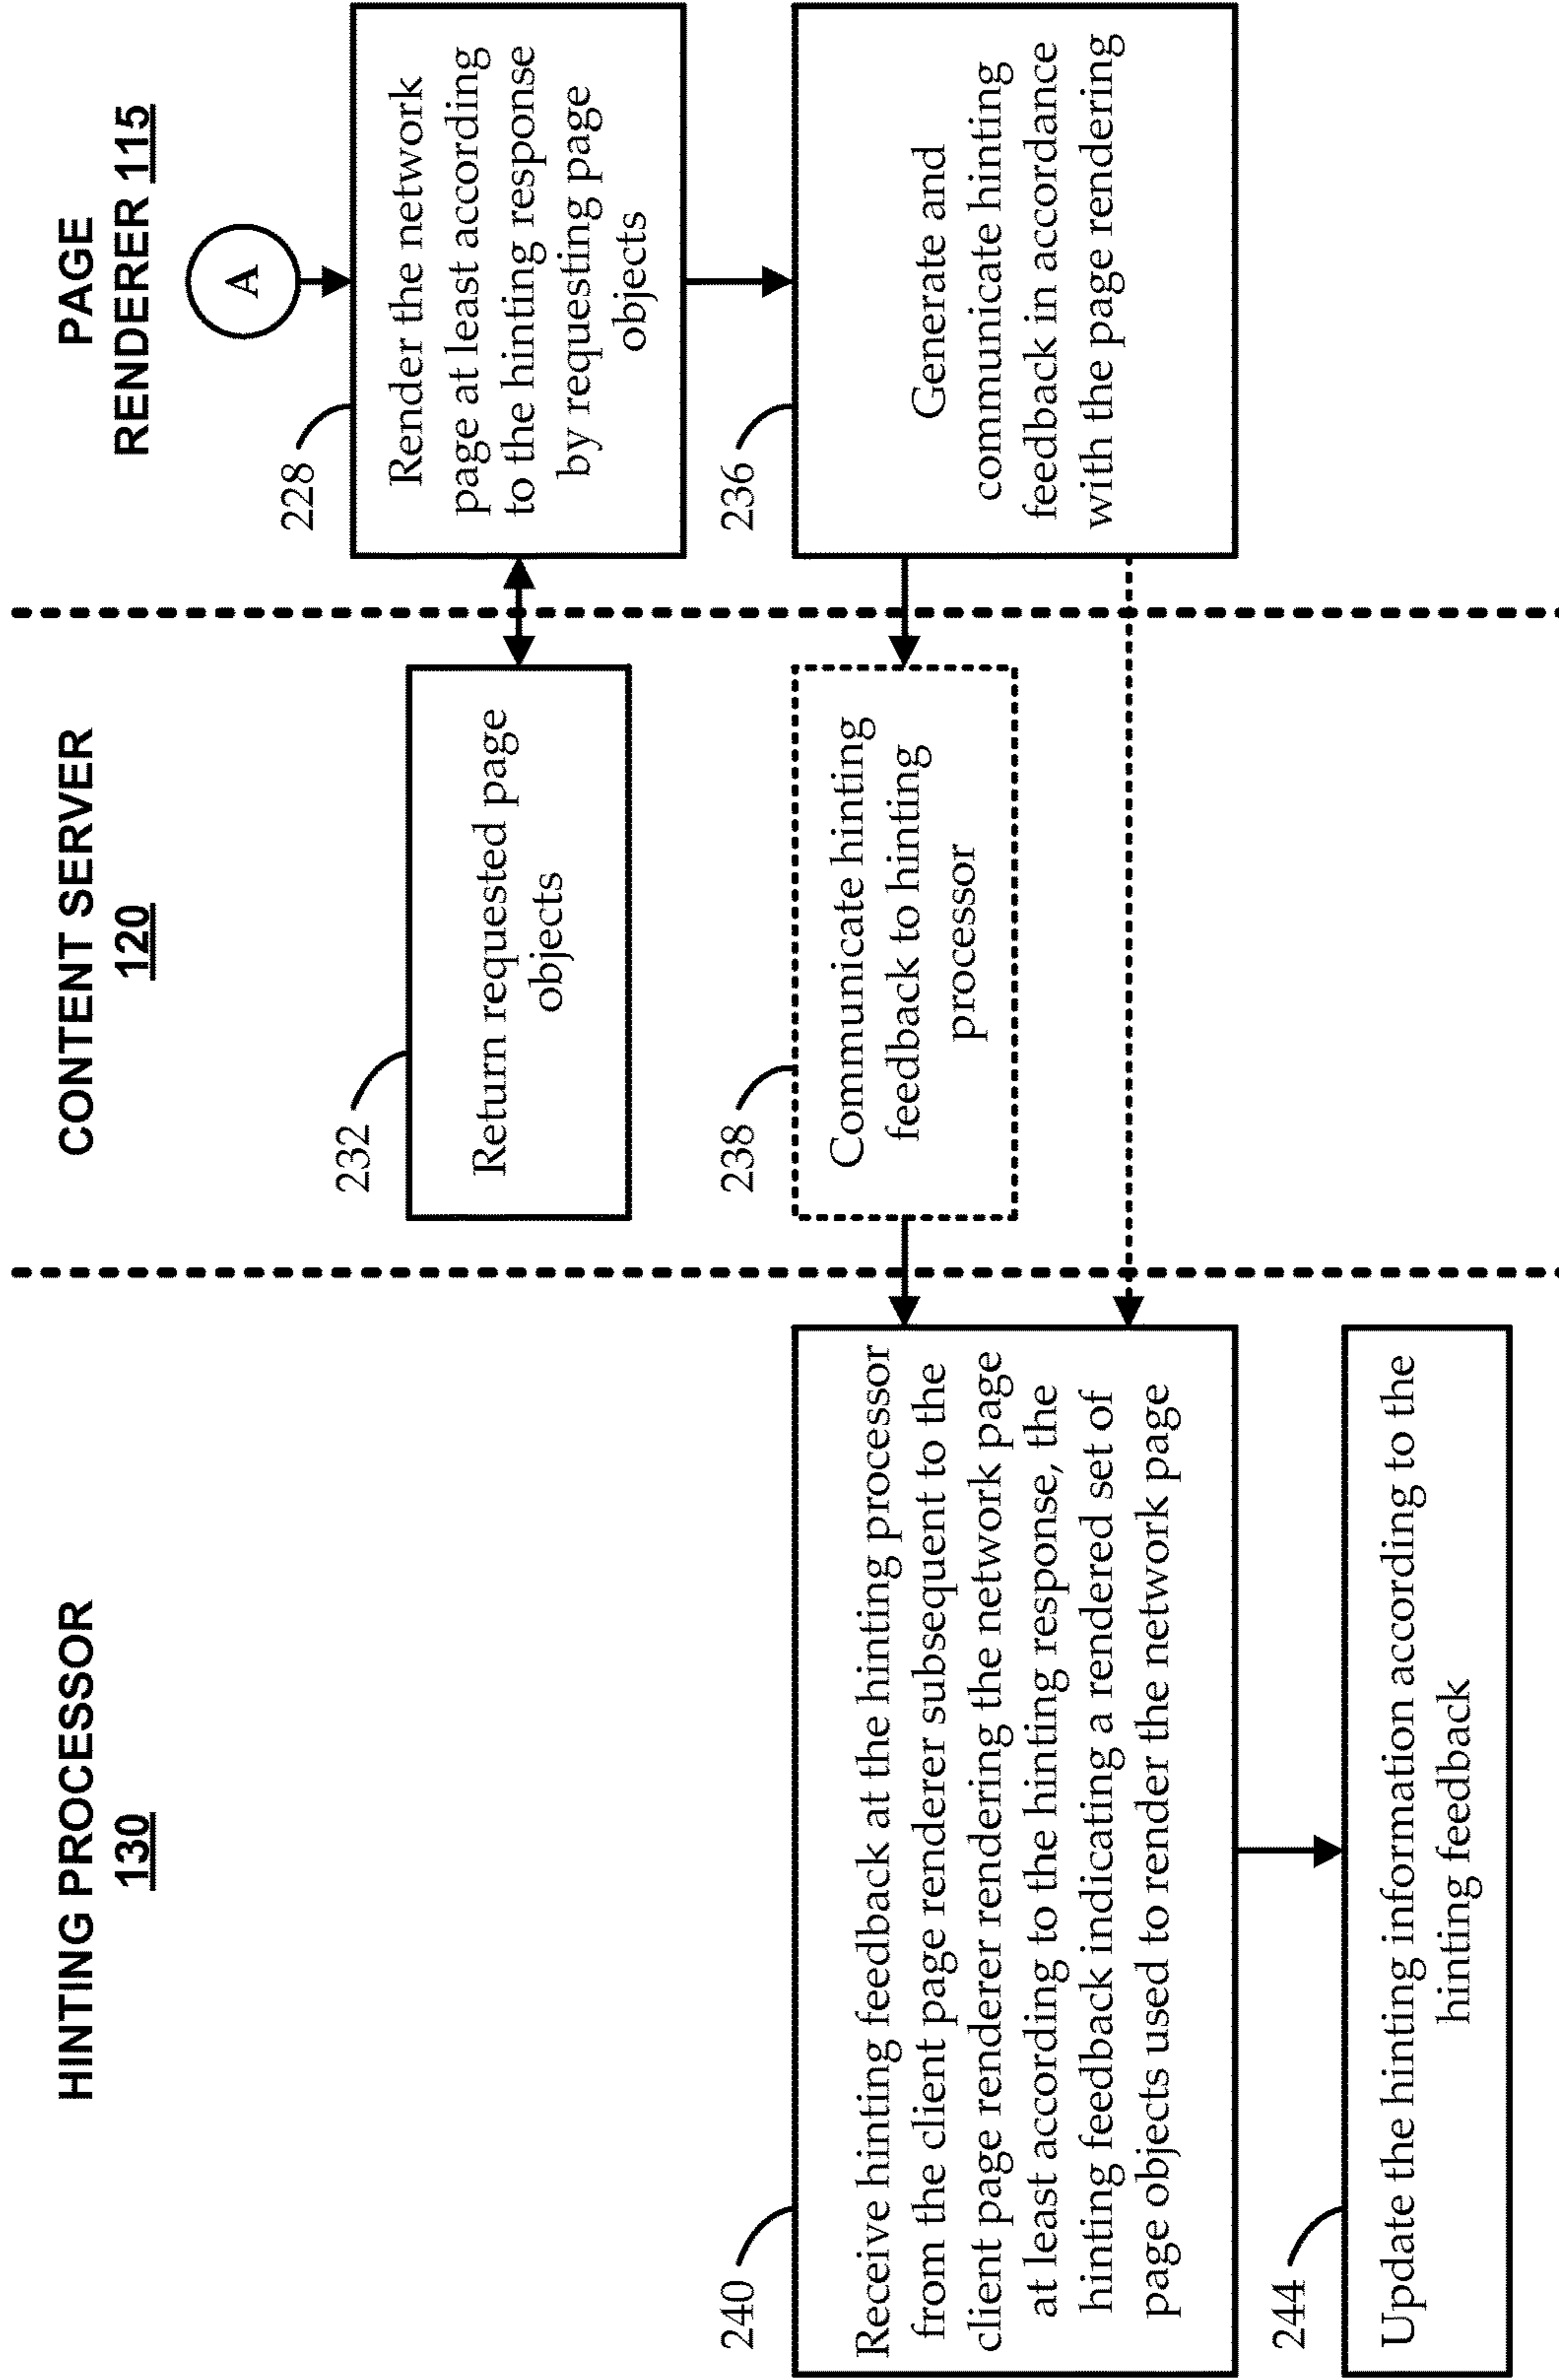 HINTING PROCESSOR
130
CONTENT SERVER
120
PAGE
RENDERER 115
A
228
Render the network
page at least according
to the hinting response
by requesting page
objects
232
Return requested page
objects
236
Generate and
communicate hinting
feedback in accordance
with the page rendering
238
Communicate hinting
feedback to hinting
processor
240
Receive hinting feedback at the hinting processor
from the client page renderer subsequent to the
client page renderer rendering the network page
at least according to the hinting response, the
hinting feedback indicating a rendered set of
page objects used to render the network page
244
Update the hinting information according to the
hinting feedback